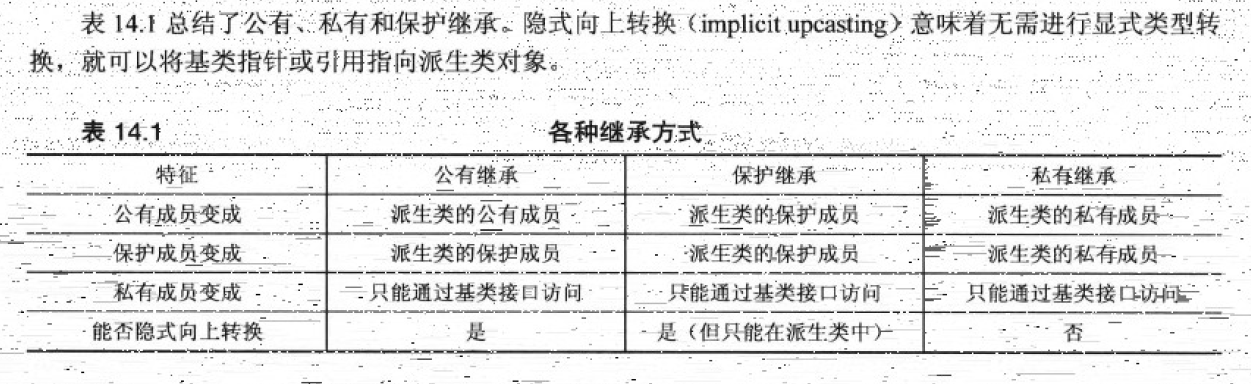 表 14.1 总结了公有、私有和保护继承。隐式向上转换（implicit upcasting）意味着无需进行显式类型转
换，就可以将基类指针或引用指向派生类对象。
表 14.1 各种继承方式
特征 公有继承 保护继承 私有继承
公有成员变成 派生类的公有成员 派生类的保护成员 派生类的私有成员
保护成员变成 派生类的保护成员 派生类的保护成员 派生类的私有成员
私有成员变成 只能通过基类接口访问 只能通过基类接口访问 只能通过基类接口访问
能否隐式向上转换 是 是（但只能在派生类中） 否